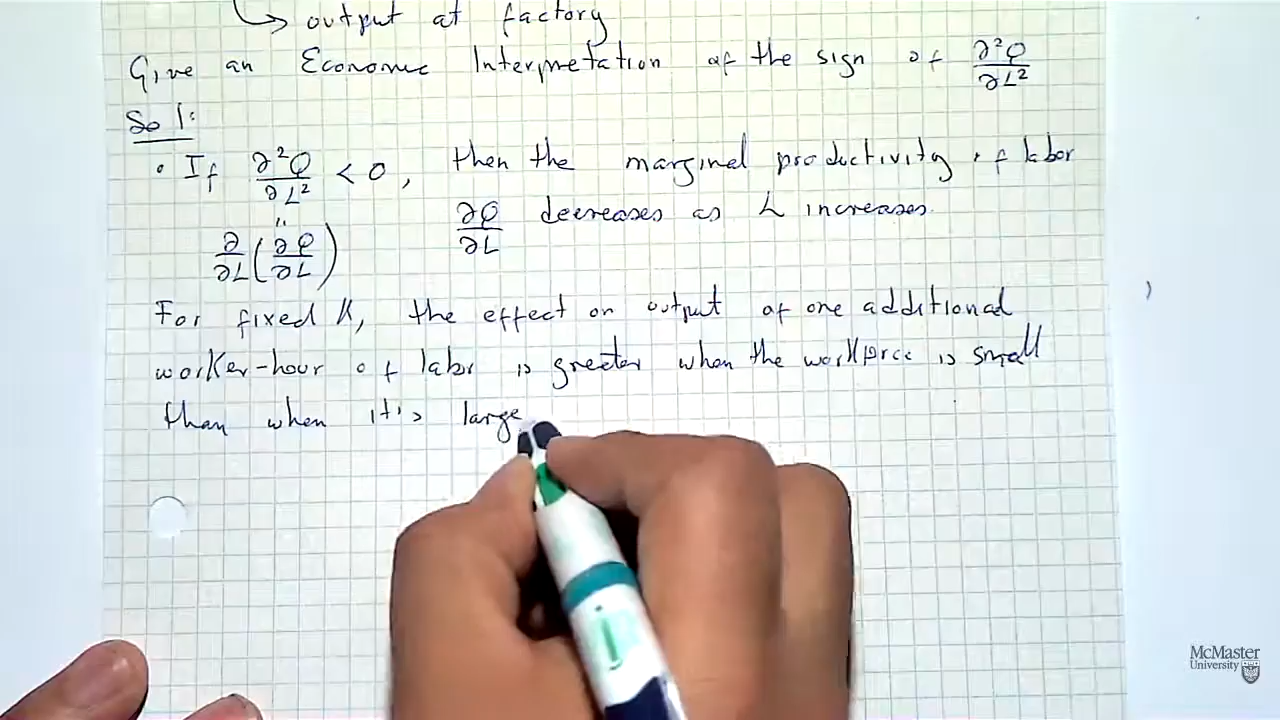 ↳ output at factory
Give an Economic Interpretation of the sign of ∂²Q/∂L²
Sol:
• If ∂²Q/∂L² < 0, then the marginal productivity of labor
∂Q/∂L decreases as L increases.
"
∂/∂L (∂Q/∂L)
For fixed K, the effect on output of one additional
worker-hour of labor is greater when the workforce is small
than when it's large
McMaster
University